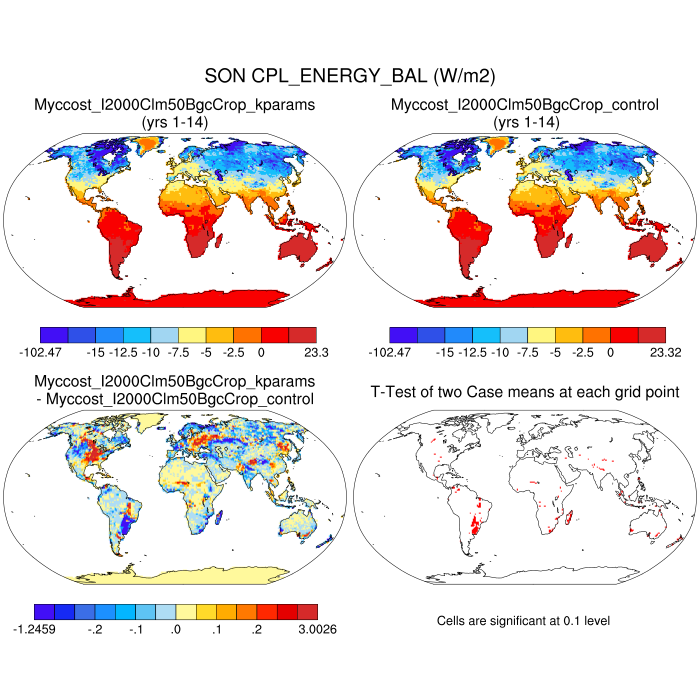 SON CPL_ENERGY_BAL (W/m2)
Myccost_I2000Clm50BgcCrop_kparams
(yrs 1-14)
Myccost_I2000Clm50BgcCrop_control
(yrs 1-14)
-102.47 -15 -12.5 -10 -7.5 -5 -2.5 0 23.3
-102.47 -15 -12.5 -10 -7.5 -5 -2.5 0 23.32
Myccost_I2000Clm50BgcCrop_kparams
- Myccost_I2000Clm50BgcCrop_control
T-Test of two Case means at each grid point
-1.2459 -.2 -.1 .0 .1 .2 3.0026
Cells are significant at 0.1 level